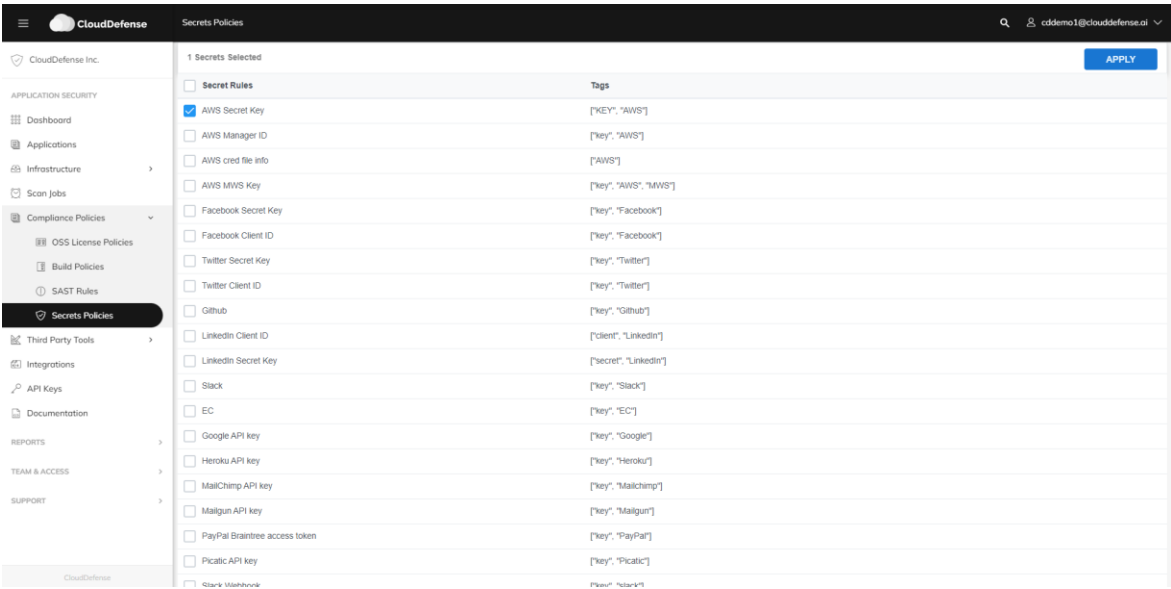 CloudDefense
Secrets Policies
cddemo1@clouddefense.ai
CloudDefense Inc.
APPLICATION SECURITY
Dashboard
Applications
Infrastructure
Scan Jobs
Compliance Policies
OSS License Policies
Build Policies
SAST Rules
Secrets Policies
Third Party Tools
Integrations
API Keys
Documentation
REPORTS
TEAM & ACCESS
SUPPORT
CloudDefense
1 Secrets Selected
APPLY
Secret Rules Tags
AWS Secret Key ["KEY", "AWS"]
AWS Manager ID ["key", "AWS"]
AWS cred file info ["AWS"]
AWS MWS Key ["key", "AWS", "MWS"]
Facebook Secret Key ["key", "Facebook"]
Facebook Client ID ["key", "Facebook"]
Twitter Secret Key ["key", "Twitter"]
Twitter Client ID ["key", "Twitter"]
Github ["key", "Github"]
LinkedIn Client ID ["client", "LinkedIn"]
LinkedIn Secret Key ["secret", "LinkedIn"]
Slack ["key", "Slack"]
EC ["key", "EC"]
Google API key ["key", "Google"]
Heroku API key ["key", "Heroku"]
MailChimp API key ["key", "Mailchimp"]
Mailgun API key ["key", "Mailgun"]
PayPal Braintree access token ["key", "PayPal"]
Picatic API key ["key", "Picatic"]
Slack Webhook ["key", "slack"]